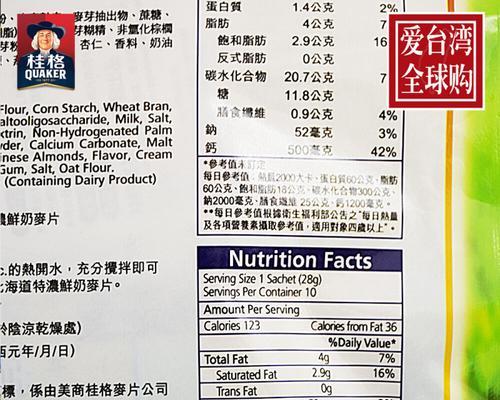 蛋白質 1.4公克 2%
脂肪 4公克 7
飽和脂肪 2.9公克 16
反式脂肪 0公克
碳水化合物 20.7公克 7
糖 11.8公克
膳食纖維 0.9公克 4%
鈉 52毫克 3%
鈣 500毫克 42%
*參考值未訂定
每日參考值：熱量2000大卡、蛋白質60公克、脂肪
60公克、飽和脂肪18公克、碳水化合物300公克、
鈉2000毫克、膳食纖維 25公克、鈣1200毫克。
**每日參考值根據衛生福利部公告之"每日熱量
及各項營養素攝取參考值，適用對象四歲以上"。
Nutrition Facts
Serving Size 1 Sachet (28g)
Servings Per Container 10
Amount Per Serving
Calories 123 Calories from Fat 36
%Daily Value*
Total Fat 4g 7%
Saturated Fat 2.9g 16%
Trans Fat 0g
麥芽抽出物、蔗糖、
麥芽糊精、非氫化棕櫚
杏仁、香料、奶油
桂格
QUAKER
Flour, Corn Starch, Wheat Bran,
altooligosaccharide, Milk, Salt,
xtrin, Non-Hydrogenated Palm
wder, Calcium Carbonate, Malt
inese Almonds, Flavor, Cream
Gum, Salt, Oat Flour.
(Containing Dairy Product)
濃鮮奶麥片
c.的熱開水，充分攪拌即可
北海道特濃鮮奶麥片。
於陰涼乾燥處)
西元年/月/日)
標，係由美商桂格麥片公司
爱台湾
全球购